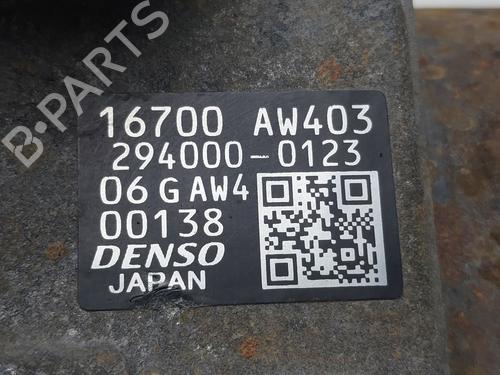 B-PARTS
16700 AW403
294000-0123
06 G AW4
00138
DENSO
JAPAN